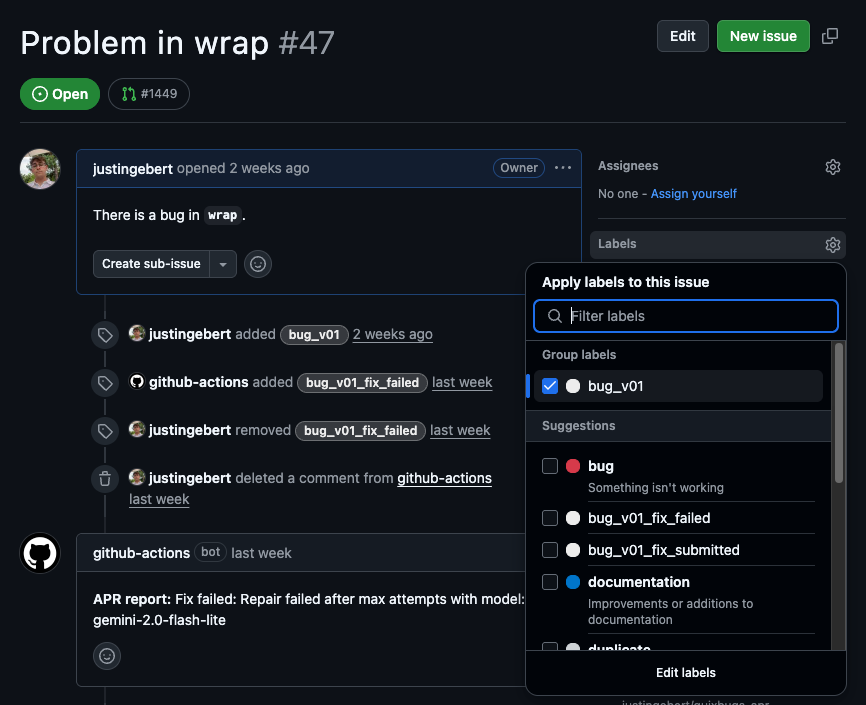 Problem in wrap #47
Edit
New issue
Open
#1449
justingebert opened 2 weeks ago
Owner
There is a bug in wrap.
Create sub-issue
justingebert added bug_v01 2 weeks ago
github-actions added bug_v01_fix_failed last week
justingebert removed bug_v01_fix_failed last week
justingebert deleted a comment from github-actions
last week
github-actions bot last week
APR report: Fix failed: Repair failed after max attempts with model:
gemini-2.0-flash-lite
Assignees
No one - Assign yourself
Labels
Apply labels to this issue
Filter labels
Group labels
bug_v01
Suggestions
bug
Something isn't working
bug_v01_fix_failed
bug_v01_fix_submitted
documentation
Improvements or additions to
documentation
duplicate
Edit labels
justingebert/quixbugs-apr